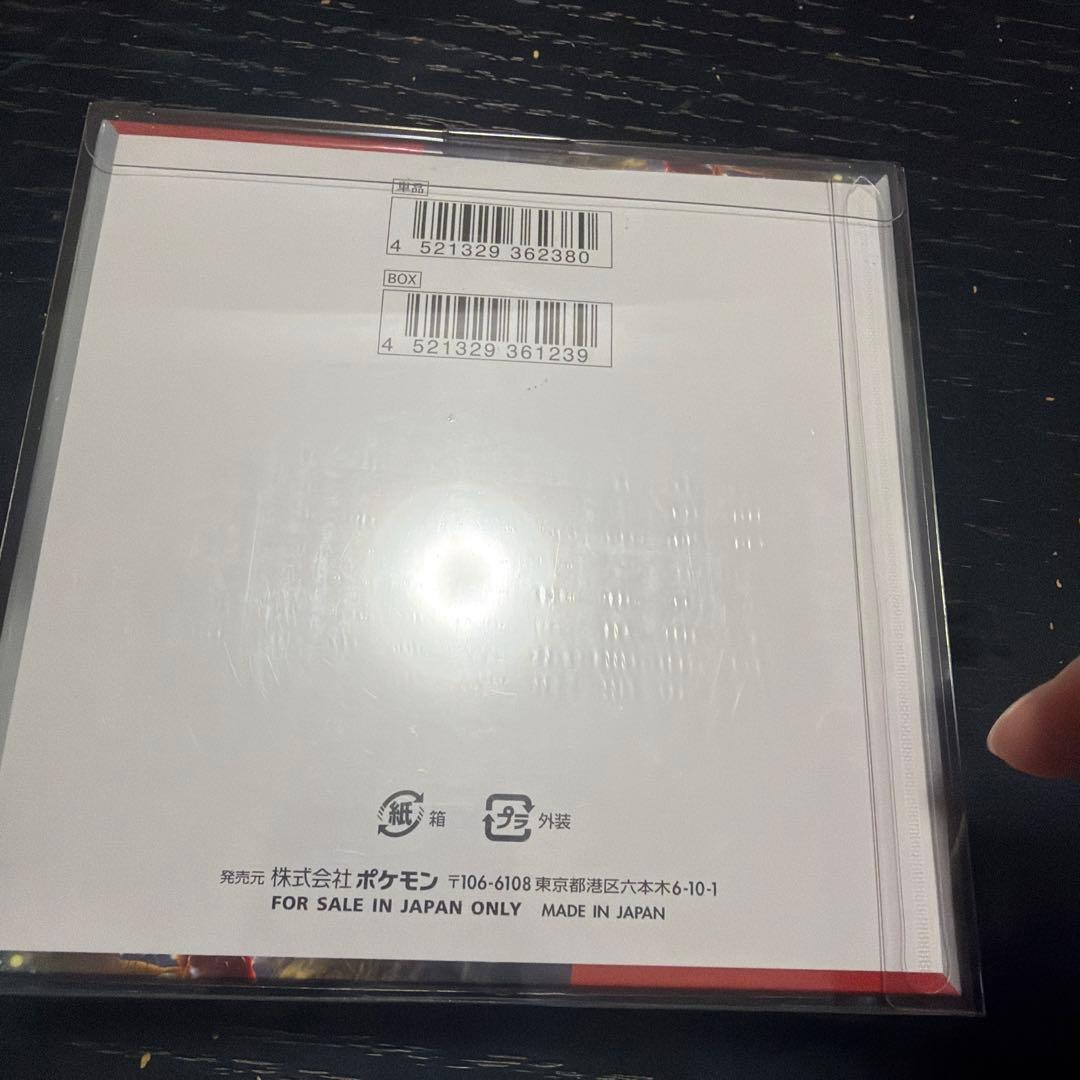 単品
4 521329 362380
BOX
4 521329 361239
紙 箱 プラ 外装
発売元 株式会社 ポケモン 〒106-6108 東京都港区六本木6-10-1
FOR SALE IN JAPAN ONLY MADE IN JAPAN